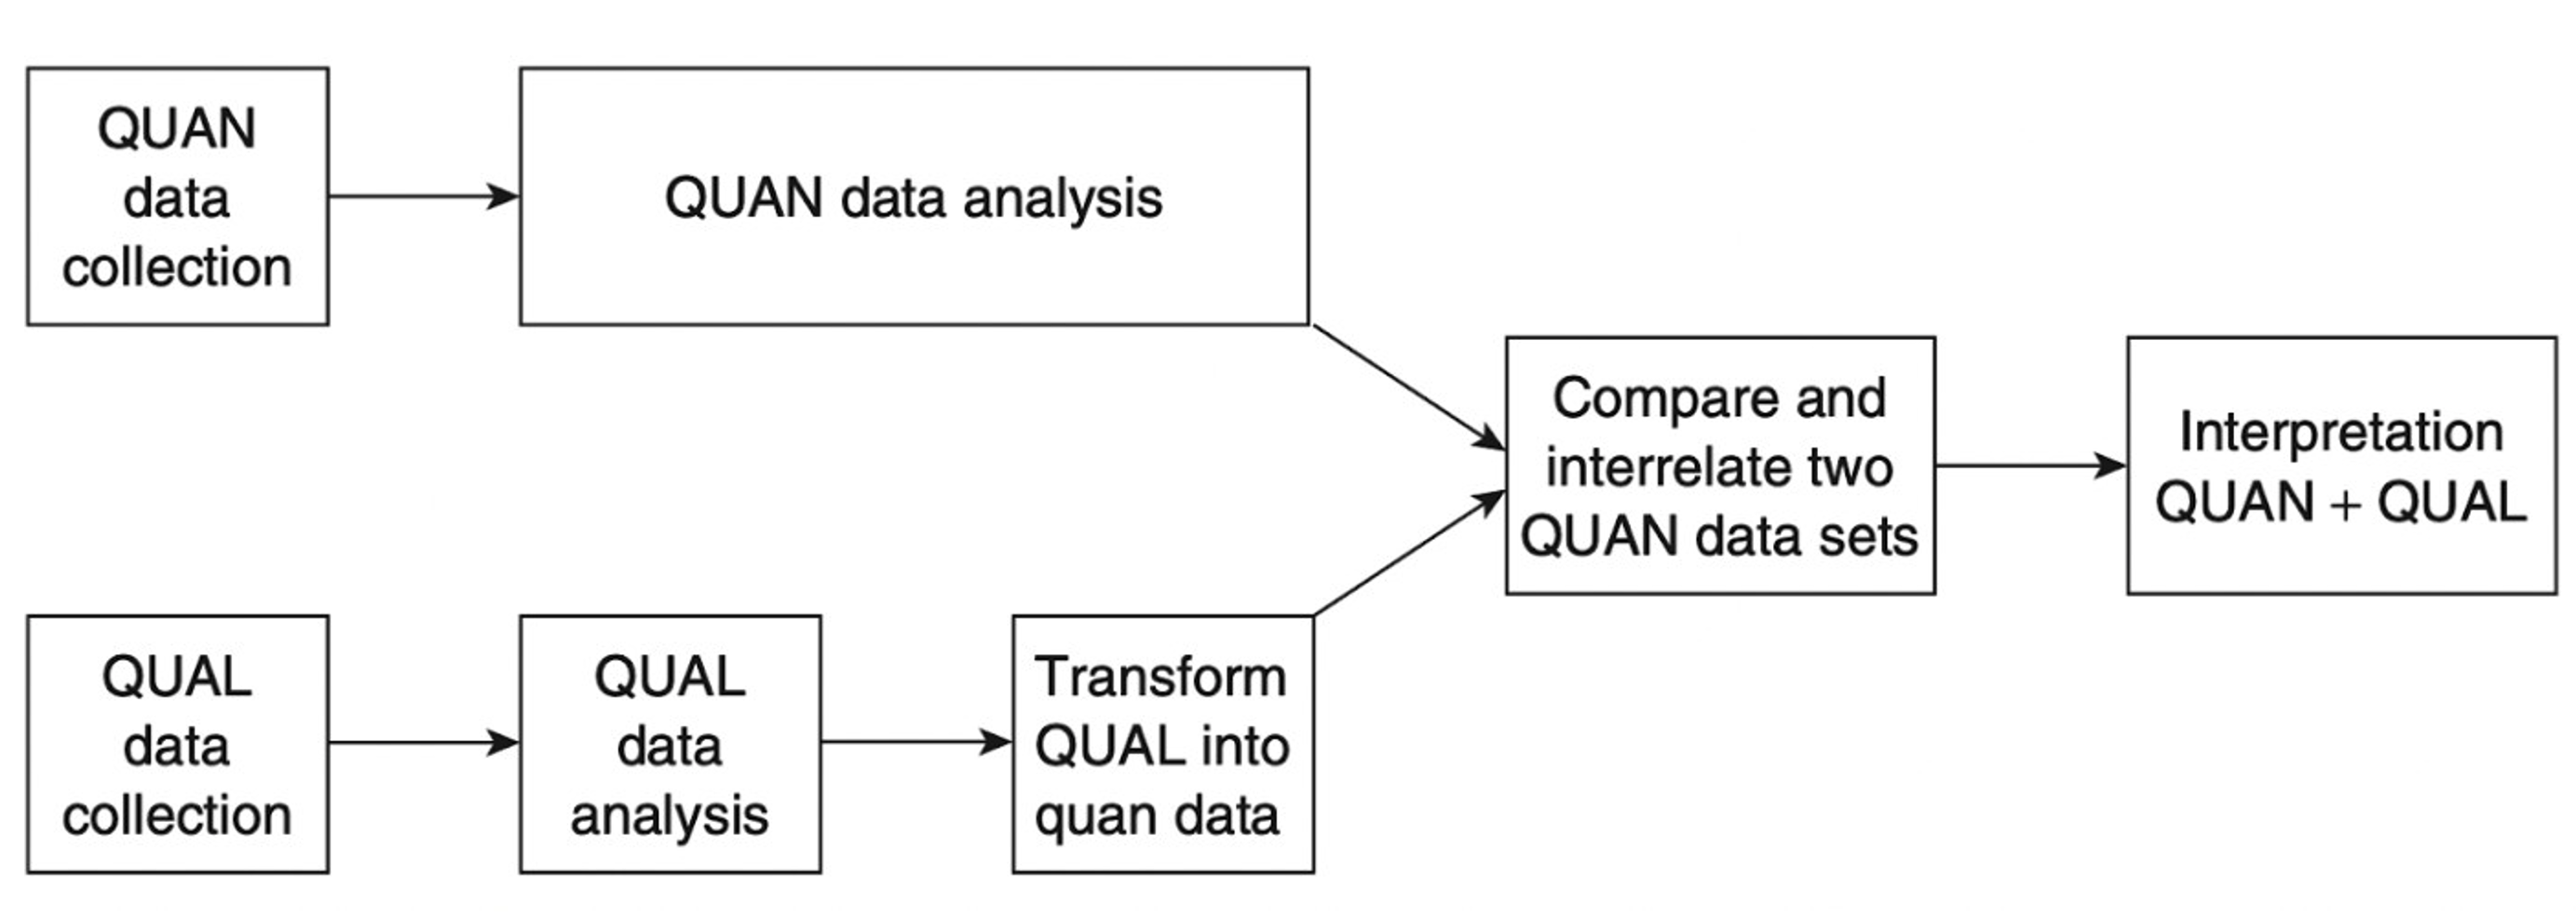 QUAN
data
collection
QUAN data analysis
QUAL
data
collection
QUAL
data
analysis
Transform
QUAL into
quan data
Compare and
interrelate two
QUAN data sets
Interpretation
QUAN + QUAL